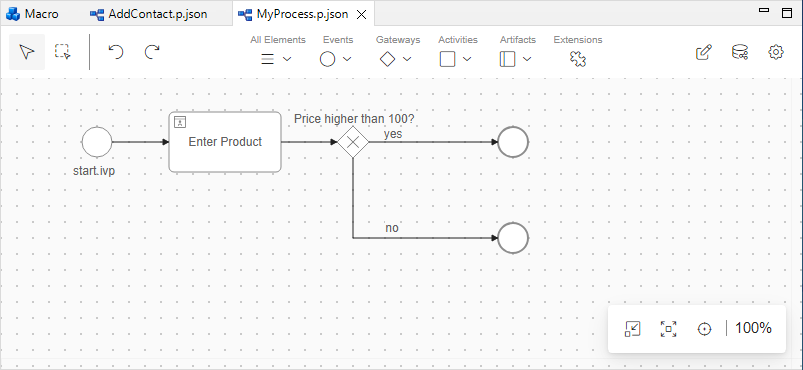 Macro
AddContact.p.json
MyProcess.p.json
All Elements
Events
Gateways
Activities
Artifacts
Extensions
Price higher than 100?
Enter Product
yes
start.ivp
no
100%